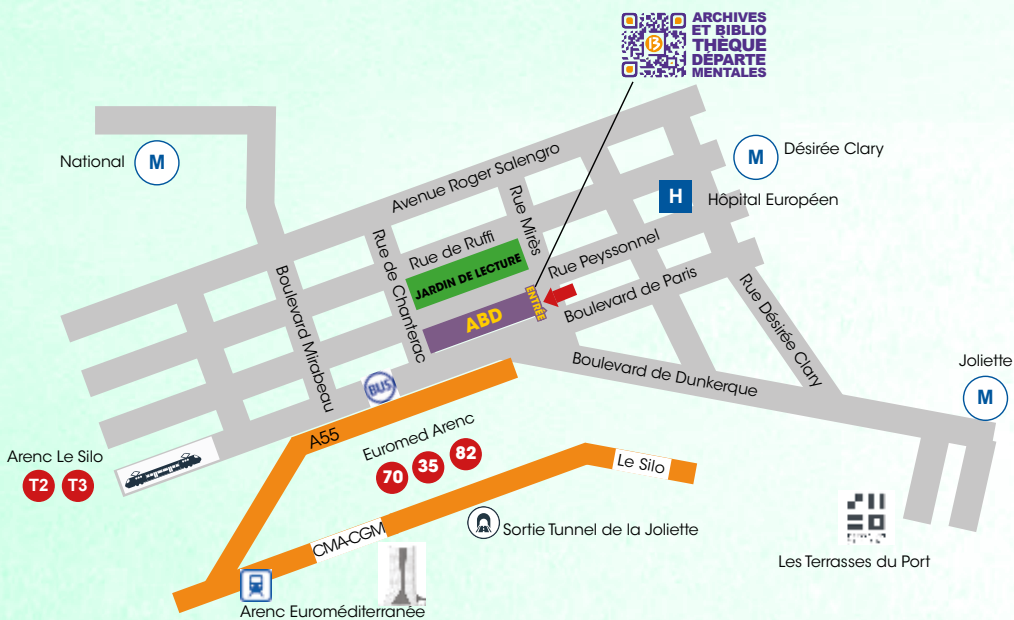 ARCHIVES
ET BIBLIO
THÈQUE
DÉPARTE
MENTALES
13
National
M
M
Désirée Clary
Avenue Roger Salengro
H
Hôpital Européen
Rue Mirès
Rue de Ruffi
Rue de Chanterac
Rue Peyssonnel
JARDIN DE LECTURE
Boulevard Mirabeau
ENTRÉE
ABD
Boulevard de Paris
Rue Désirée Clary
Boulevard de Dunkerque
Joliette
M
BUS
A55
Euromed Arenc
70
35
82
Arenc Le Silo
T2
T3
Le Silo
CMA-CGM
Sortie Tunnel de la Joliette
Les Terrasses du Port
Arenc Euroméditerranée